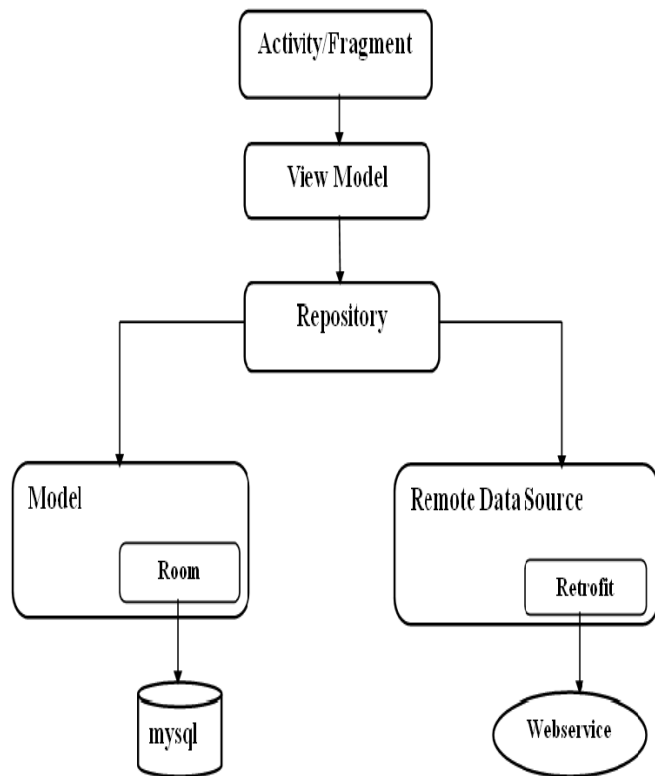 Activity/Fragment
View Model
Repository
Model
Remote Data Source
Room
Retrofit
mysql
Webservice